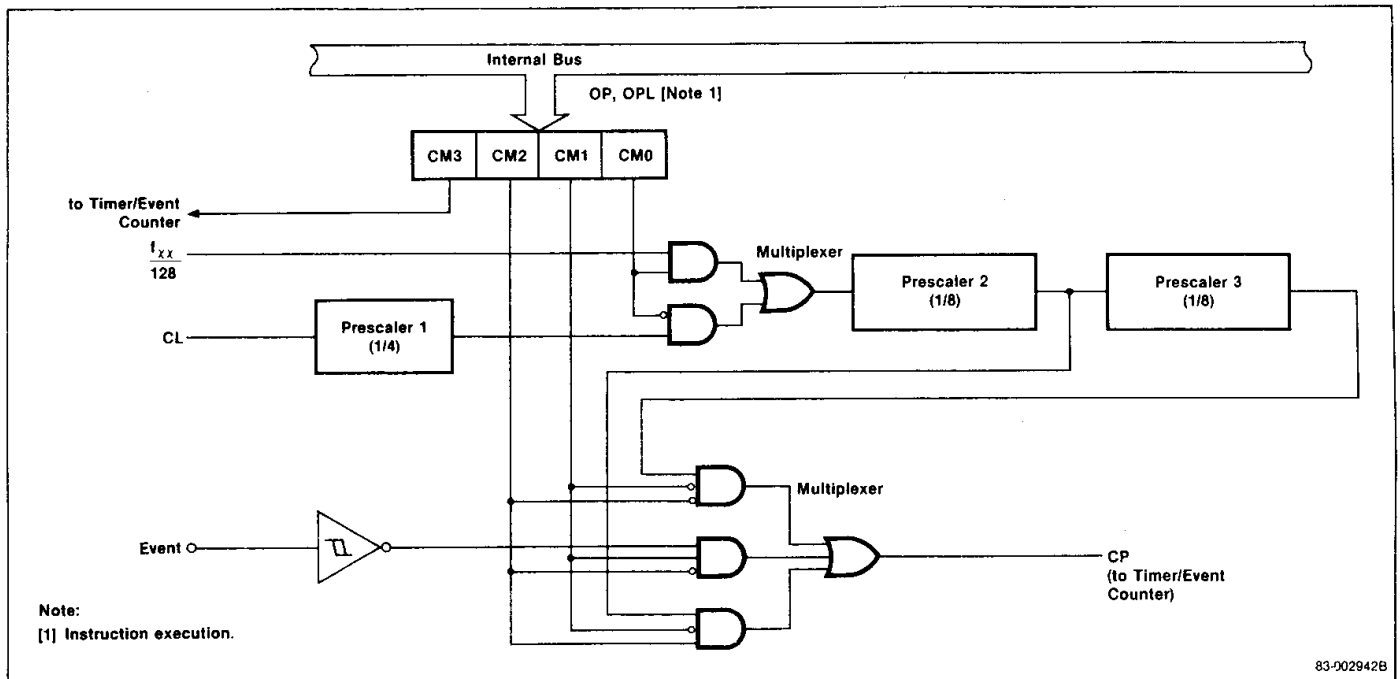 Internal Bus
OP, OPL [Note 1]
CM3 CM2 CM1 CM0
to Timer/Event
Counter
fxx
128
Multiplexer
Prescaler 2
(1/8)
Prescaler 3
(1/8)
CL
Prescaler 1
(1/4)
Multiplexer
Event
CP
(to Timer/Event
Counter)
Note:
[1] Instruction execution.
83-002942B